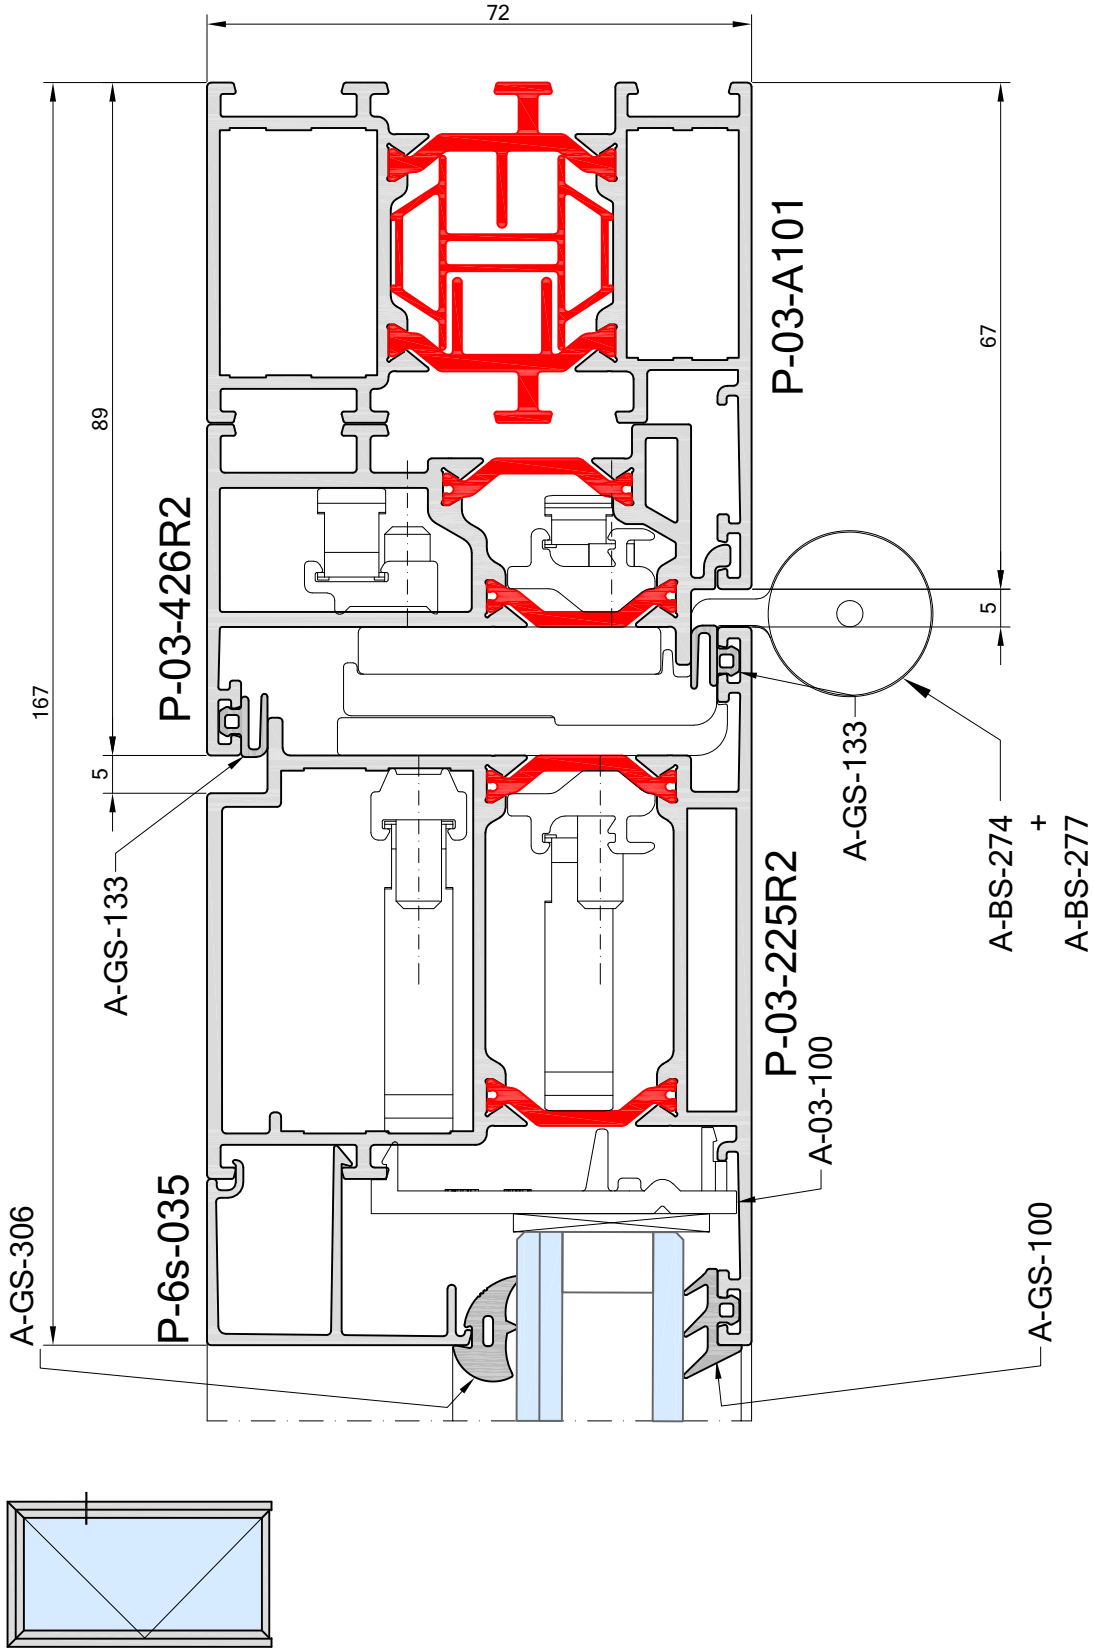 72
67
P-03-A101
89
P-03-426R2
167
5
5
A-GS-133
A-GS-133
A-BS-274
+
A-BS-277
P-03-225R2
A-03-100
P-6s-035
A-GS-306
A-GS-100